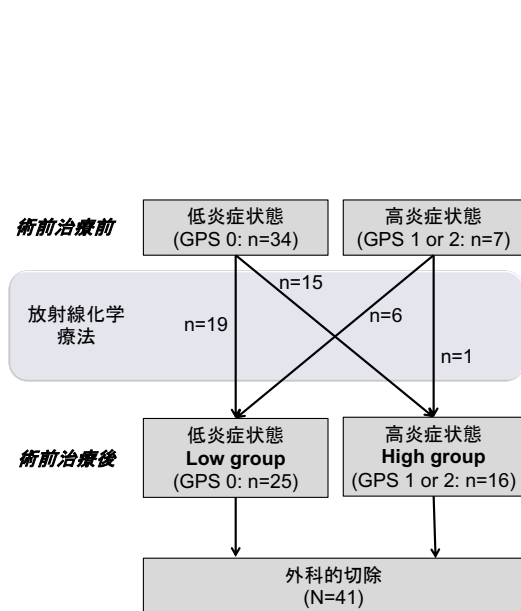 術前治療前
低炎症状態
(GPS 0: n=34)
高炎症状態
(GPS 1 or 2: n=7)
放射線化学
療法
n=19
n=15
n=6
n=1
術前治療後
低炎症状態
Low group
(GPS 0: n=25)
高炎症状態
High group
(GPS 1 or 2: n=16)
外科的切除
(N=41)